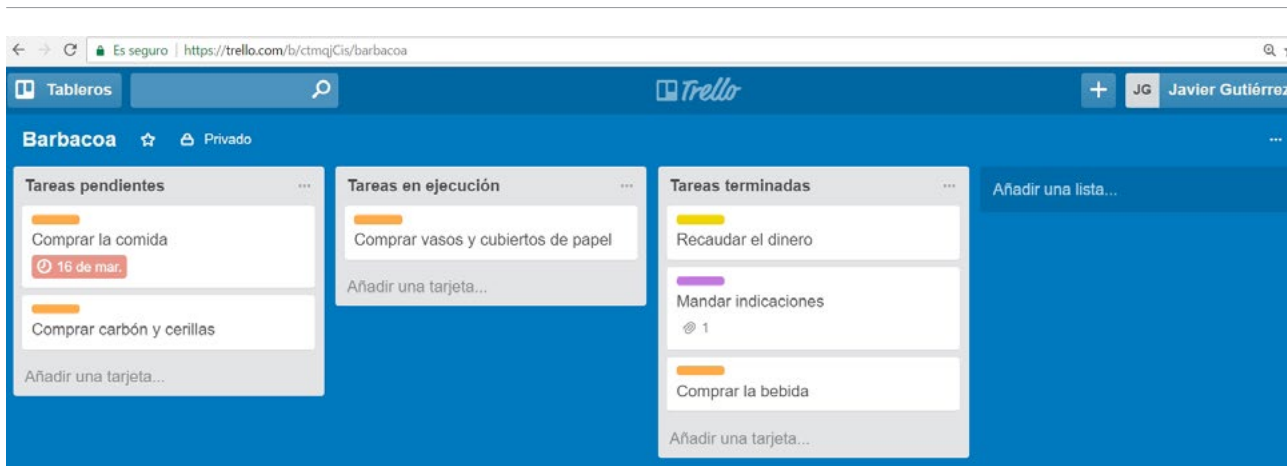 Es seguro | https://trello.com/b/ctmqjCis/barbacoa
Tableros
Trello
JG Javier Gutiérrez
Barbacoa
Privado
Tareas pendientes
Comprar la comida
16 de mar.
Comprar carbón y cerillas
Añadir una tarjeta...
Tareas en ejecución
Comprar vasos y cubiertos de papel
Añadir una tarjeta...
Tareas terminadas
Recaudar el dinero
Mandar indicaciones
1
Comprar la bebida
Añadir una tarjeta...
Añadir una lista...